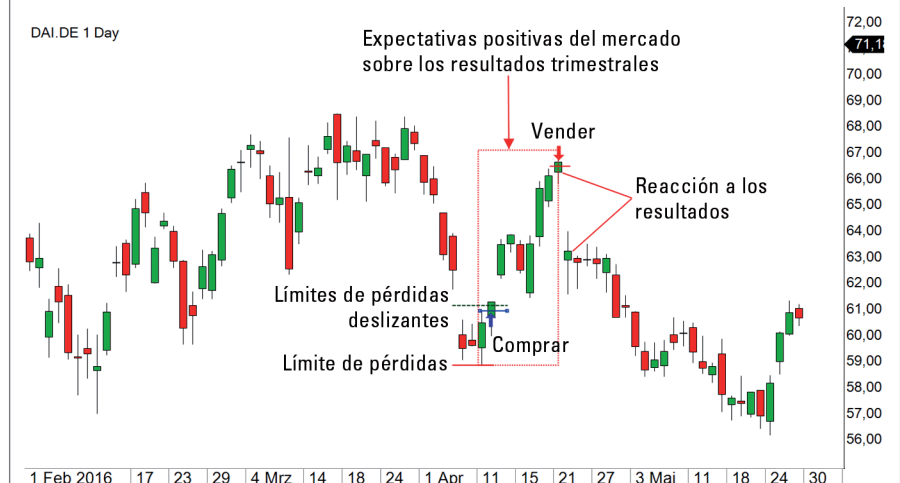 DAI.DE 1 Day
Expectativas positivas del mercado
sobre los resultados trimestrales
Vender
Reacción a los
resultados
Límites de pérdidas
deslizantes
Comprar
Límite de pérdidas
72,00
70,00
69,00
68,00
67,00
66,00
65,00
64,00
63,00
62,00
61,00
60,00
59,00
58,00
57,00
56,00
1 Feb 2016 17 23 29 4 Mrz 14 18 24 1 Apr 11 15 21 27 3 Mai 11 18 24 30